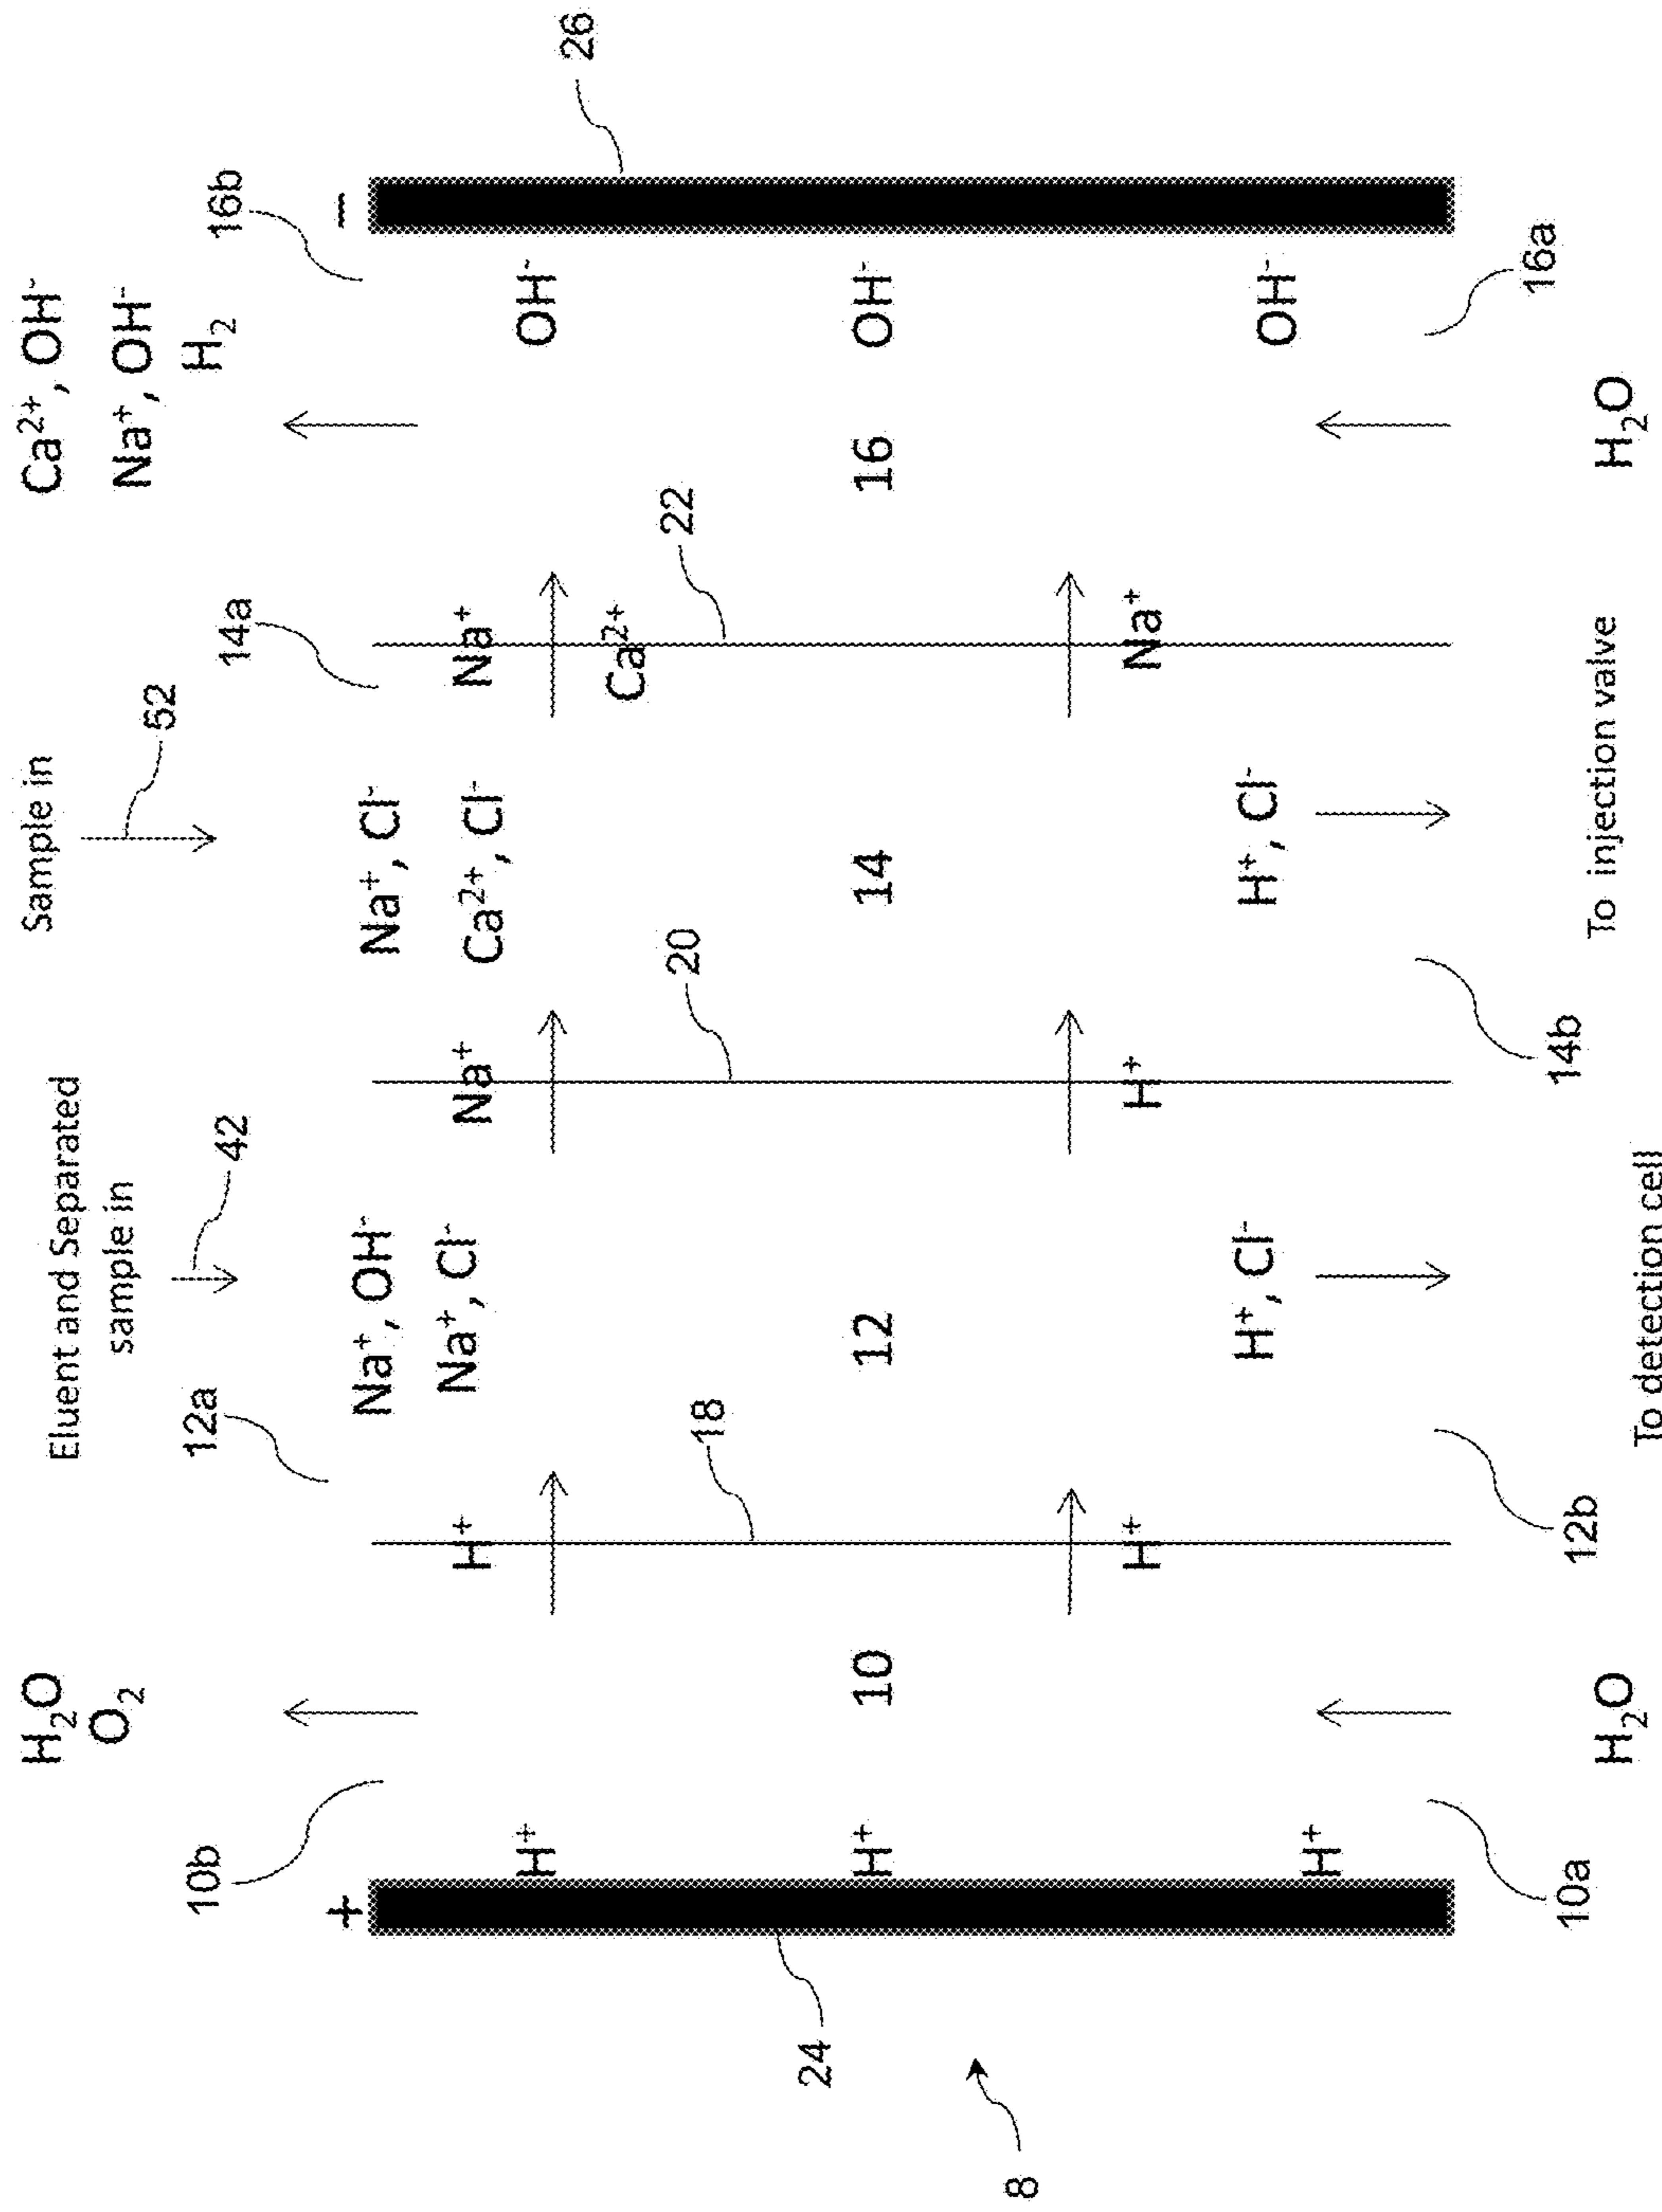 H₂O
O₂
Eluent and Separated
sample in
Sample in
Ca²⁺, OH⁻
Na⁺, OH⁻
H₂
42
52
10b
12a
14a
16b
+
−
Na⁺, OH⁻
Na⁺, Cl⁻
Na⁺, Cl⁻
Ca²⁺, Cl⁻
H⁺
H⁺
Na⁺
Na⁺
OH⁻
Ca²⁺
26
18
20
22
24
H⁺
10
12
14
16
OH⁻
8
H⁺
H⁺
Na⁺
H⁺
H⁺, Cl⁻
H⁺, Cl⁻
OH⁻
10a
12b
14b
16a
H₂O
To detection cell
To injection valve
H₂O